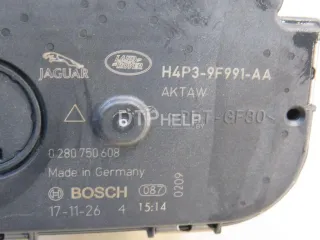 JAGUAR
LAND ROVER
H4P3-9F991-AA
AKTAW
HELP
0 280 750 608
Made in Germany
BOSCH
087
0209
17-11-26 4 15:14